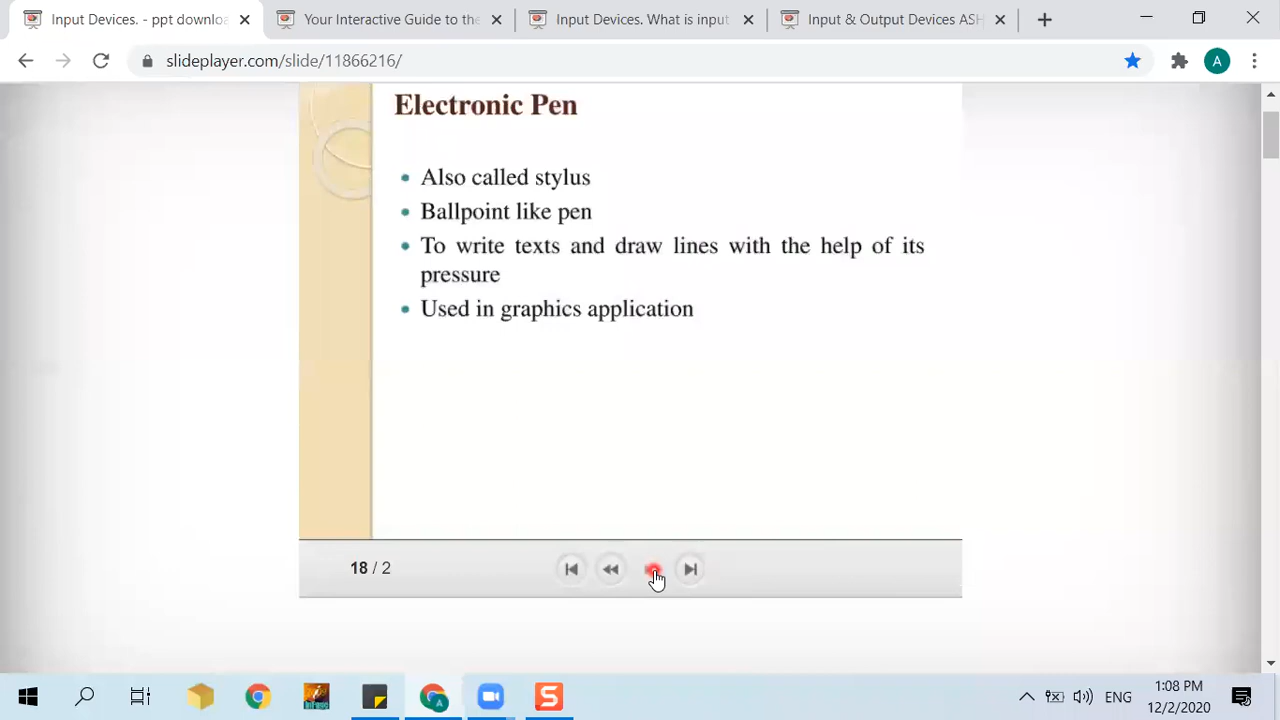 Input Devices. - ppt downloa
Your Interactive Guide to the
Input Devices. What is input
Input & Output Devices ASH
slideplayer.com/slide/11866216/
A
Electronic Pen
Also called stylus
Ballpoint like pen
To write texts and draw lines with the help of its
pressure
Used in graphics application
18 / 2
A
S
ENG
1:08 PM
12/2/2020